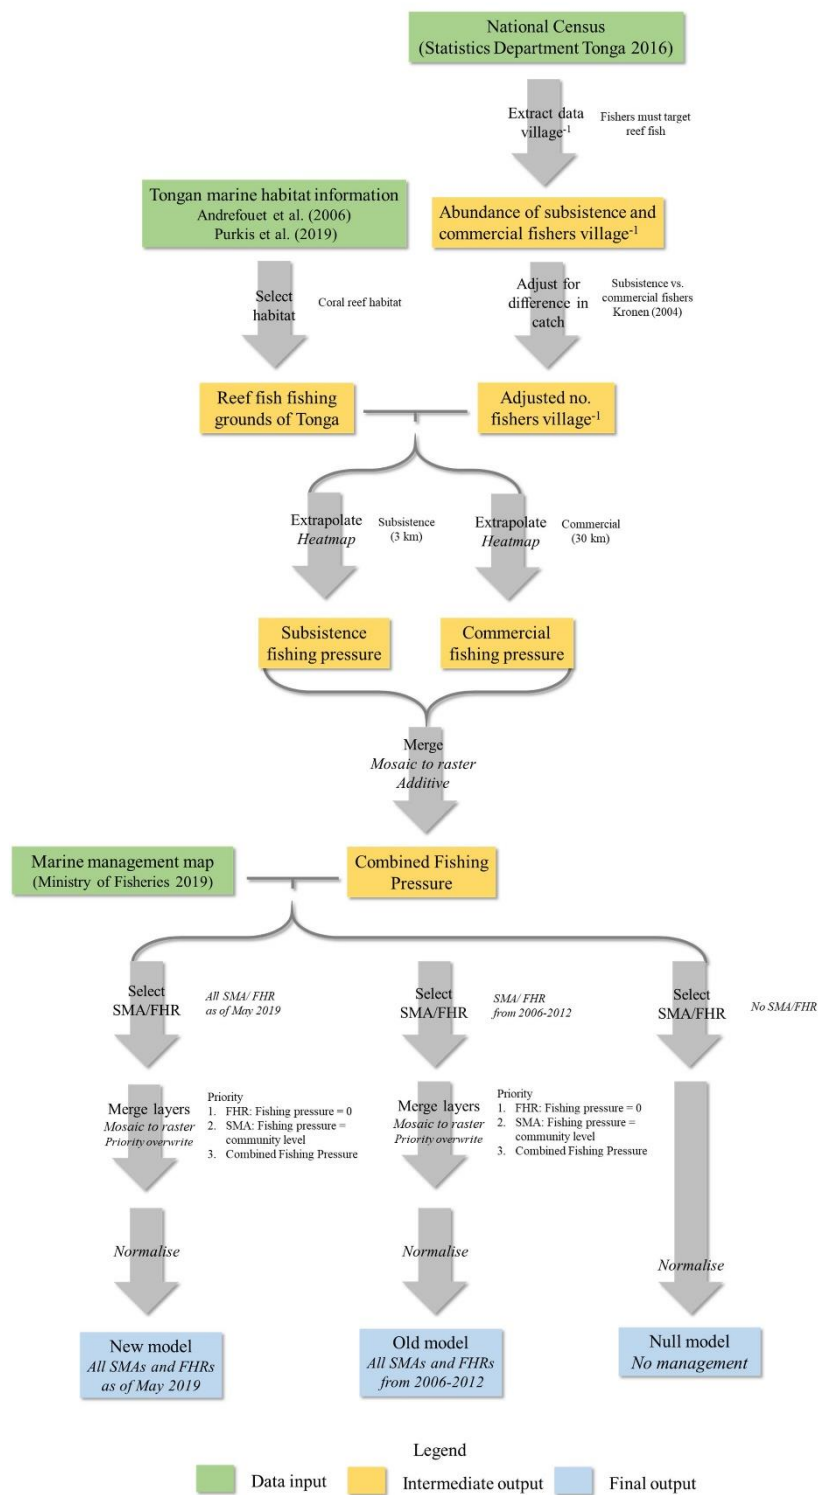 National Census
(Statistics Department Tonga 2016)
Extract data
village⁻¹
Fishers must target
reef fish
Tongan marine habitat information
Andrefouet et al. (2006)
Purkis et al. (2019)
Abundance of subsistence and
commercial fishers village⁻¹
Select
habitat
Coral reef habitat
Adjust for
difference in
catch
Subsistence vs.
commercial fishers
Kronen (2004)
Reef fish fishing
grounds of Tonga
Adjusted no.
fishers village⁻¹
Extrapolate
Heatmap
Subsistence
(3 km)
Extrapolate
Heatmap
Commercial
(30 km)
Subsistence
fishing pressure
Commercial
fishing pressure
Merge
Mosaic to raster
Additive
Marine management map
(Ministry of Fisheries 2019)
Combined Fishing
Pressure
Select
SMA/FHR
All SMA/ FHR
as of May 2019
Select
SMA/FHR
SMA/ FHR
from 2006-2012
Select
SMA/FHR
No SMA/FHR
Merge layers
Mosaic to raster
Priority overwrite
Priority
1. FHR: Fishing pressure = 0
2. SMA: Fishing pressure =
community level
3. Combined Fishing Pressure
Merge layers
Mosaic to raster
Priority overwrite
Priority
1. FHR: Fishing pressure = 0
2. SMA: Fishing pressure =
community level
3. Combined Fishing Pressure
Normalise
Normalise
Normalise
New model
All SMAs and FHRs
as of May 2019
Old model
All SMAs and FHRs
from 2006-2012
Null model
No management
Legend
Data input
Intermediate output
Final output